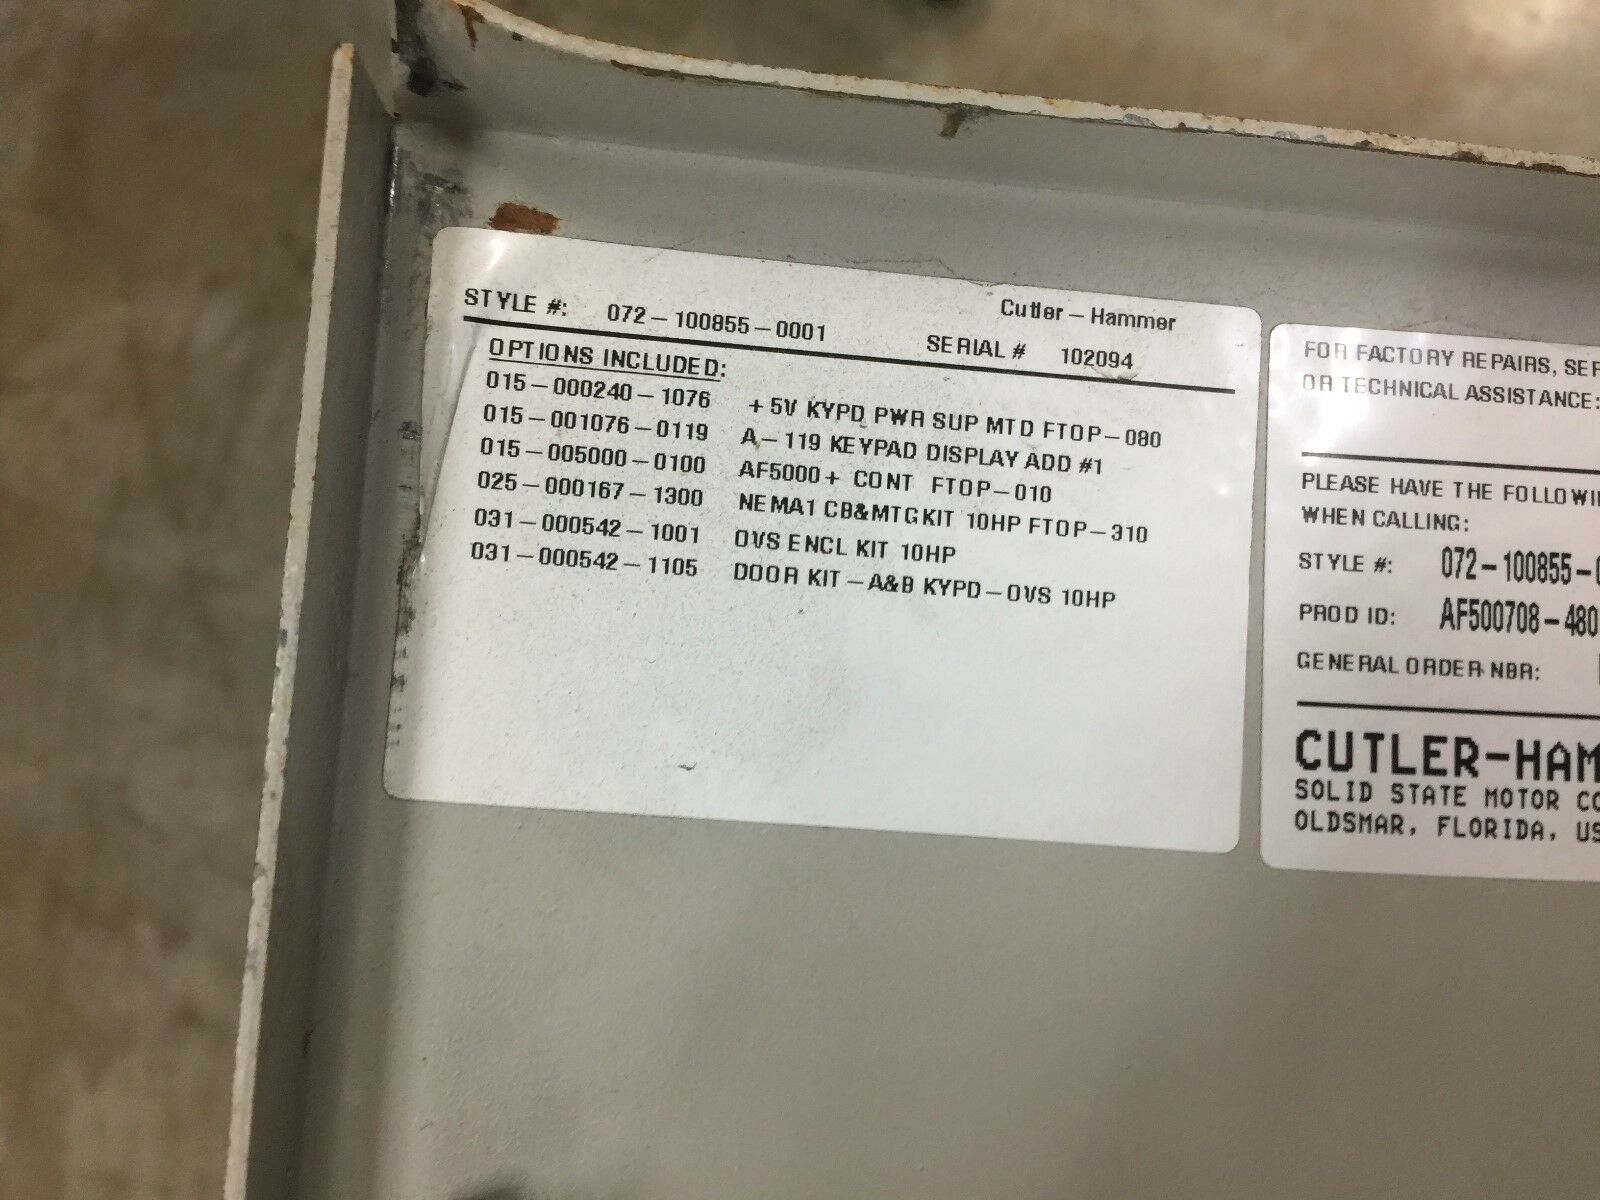 Cutler-Hammer
STYLE #: 072-100855-0001 SERIAL # 102094
OPTIONS INCLUDED:
015-000240-1076 +5V KYPD PWR SUP MTD FTOP-080
015-001076-0119 A-119 KEYPAD DISPLAY ADD #1
015-005000-0100 AF5000+ CONT FTOP-010
025-000167-1300 NEMA1 CB&MTGKIT 10HP FTOP-310
031-000542-1001 OVS ENCL KIT 10HP
031-000542-1105 DOOR KIT-A&B KYPD-OVS 10HP
FOR FACTORY REPAIRS,
OR TECHNICAL ASSISTANCE:
PLEASE HAVE THE
WHEN CALLING:
STYLE #: 072-100855-
PROD ID: AF500708-480
GENERAL ORDER NBR:
CUTLER-HAM
SOLID STATE MOTOR
OLDSMAR, FLORIDA, US